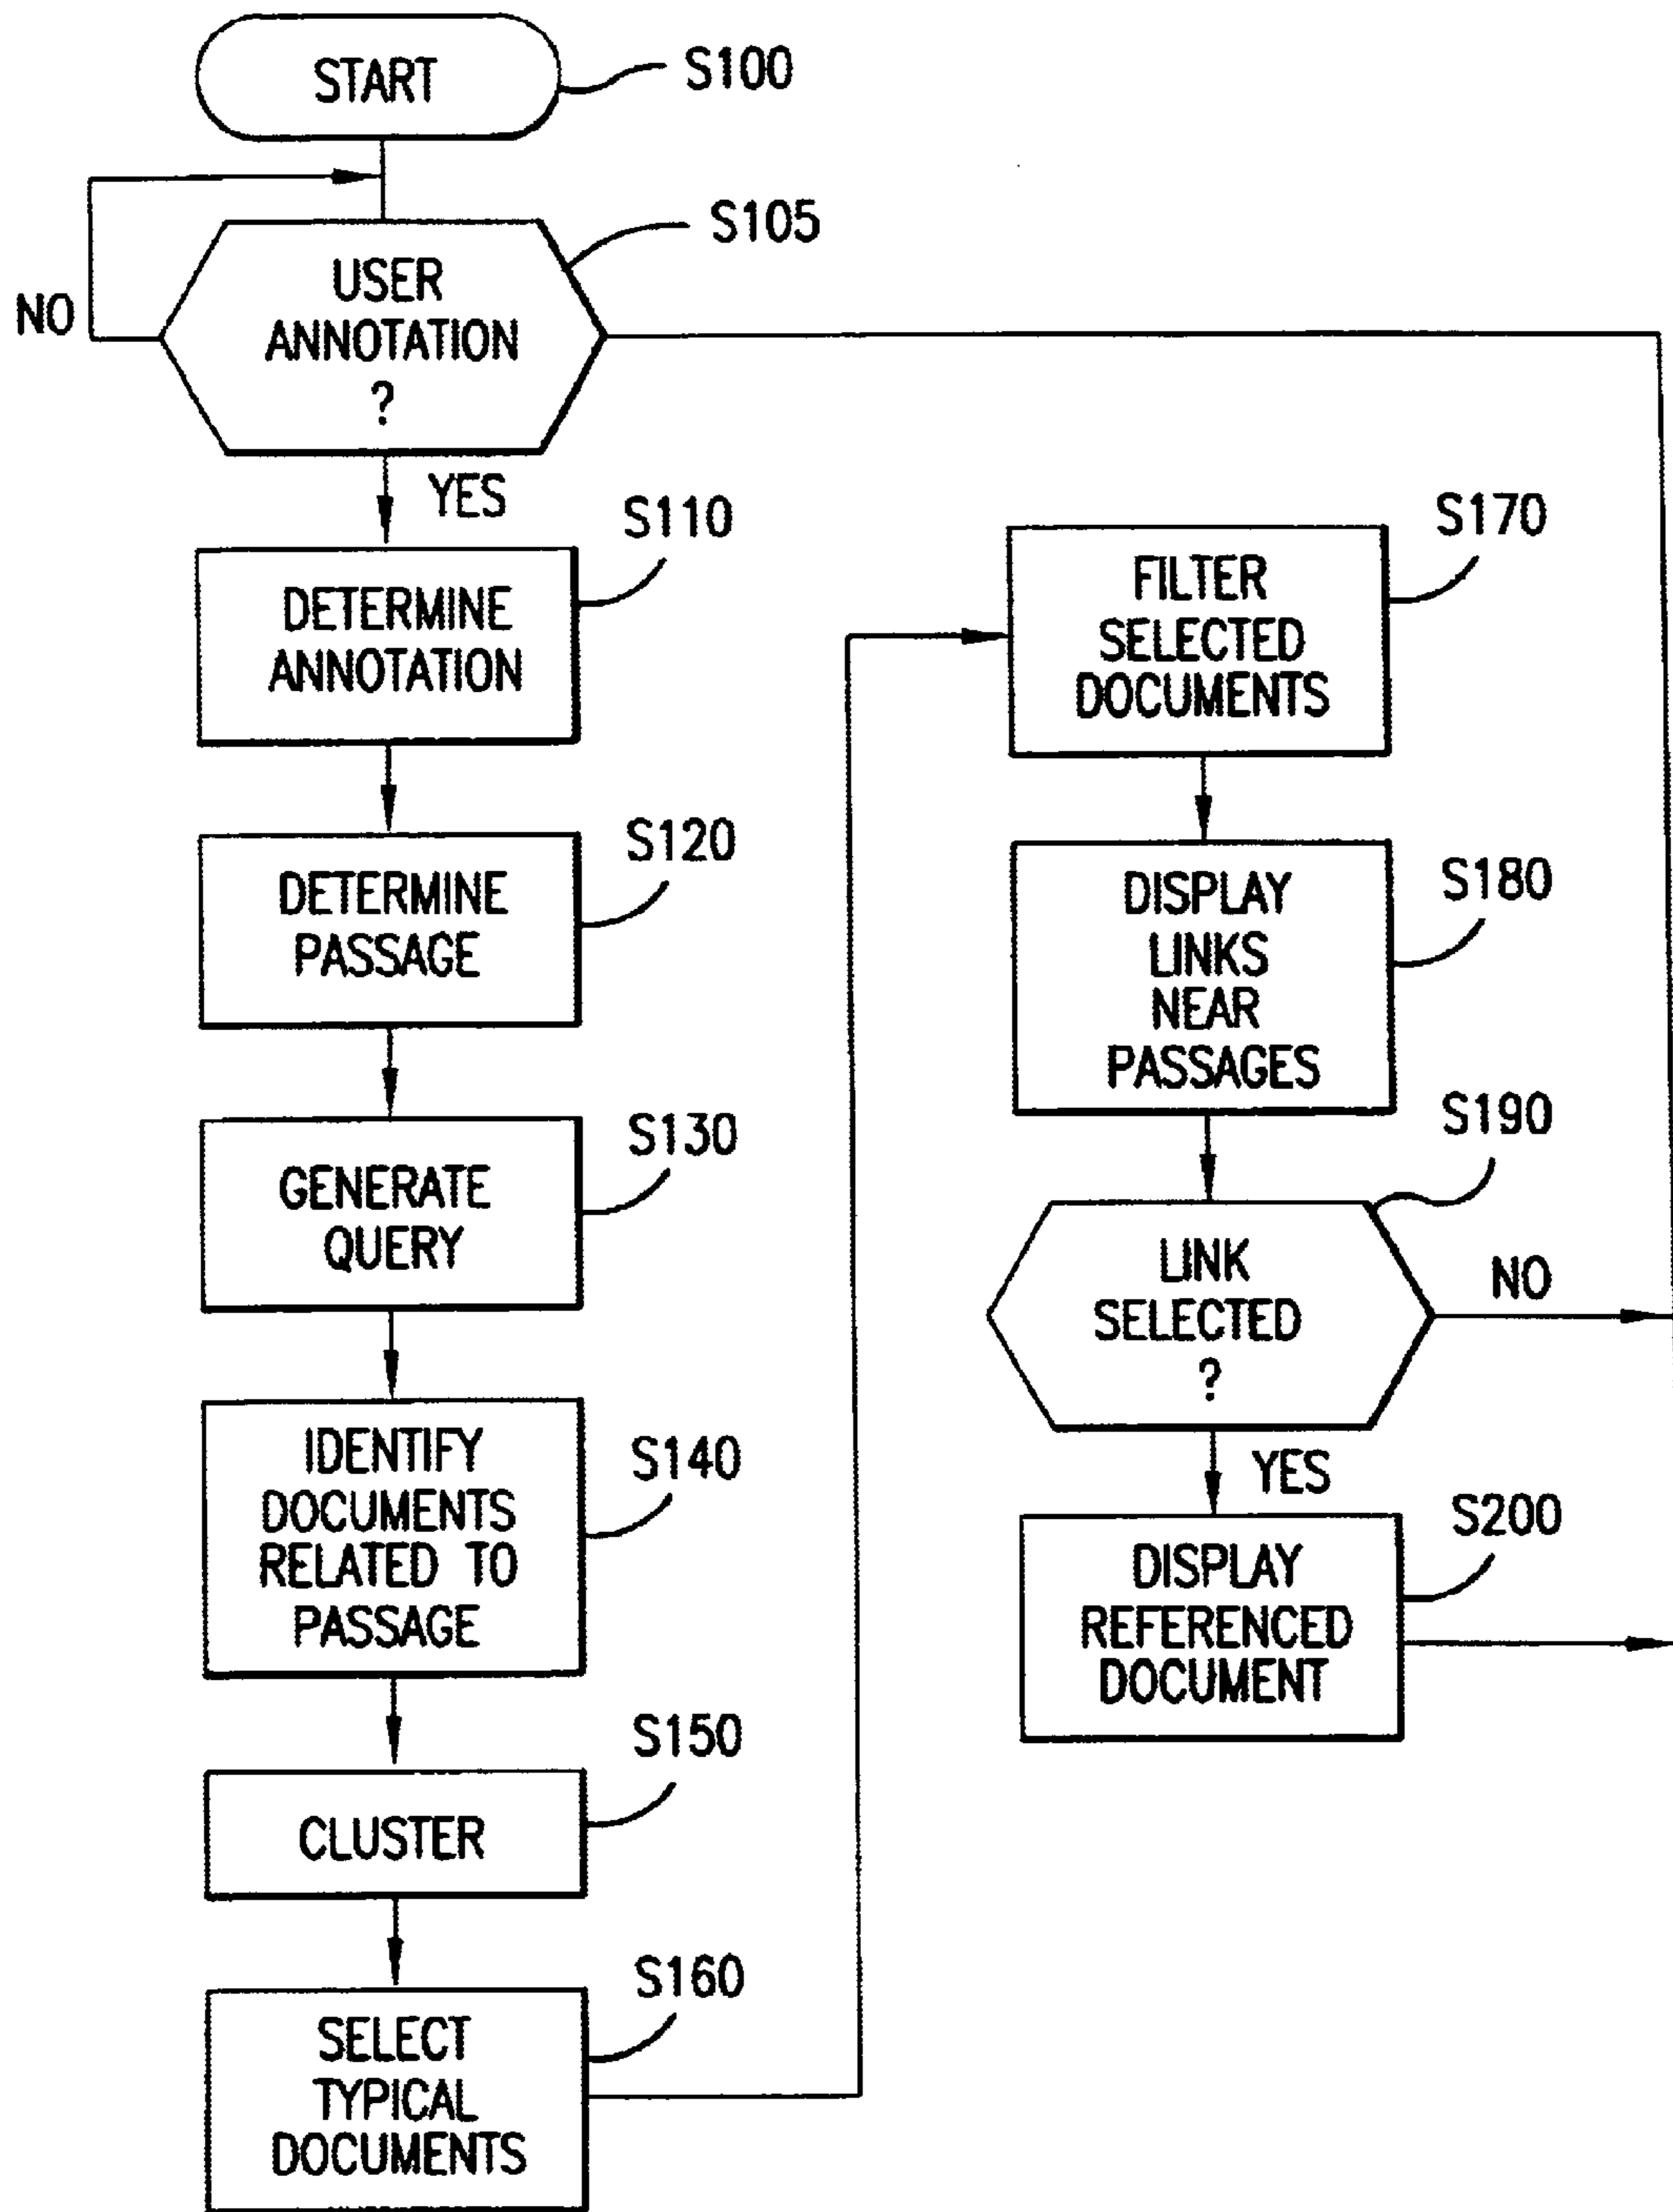 START
S100
S105
USER
ANNOTATION
?
NO
YES
S110
DETERMINE
ANNOTATION
S120
DETERMINE
PASSAGE
S130
GENERATE
QUERY
S140
IDENTIFY
DOCUMENTS
RELATED TO
PASSAGE
S150
CLUSTER
S160
SELECT
TYPICAL
DOCUMENTS
S170
FILTER
SELECTED
DOCUMENTS
S180
DISPLAY
LINKS
NEAR
PASSAGES
S190
LINK
SELECTED
?
NO
YES
S200
DISPLAY
REFERENCED
DOCUMENT